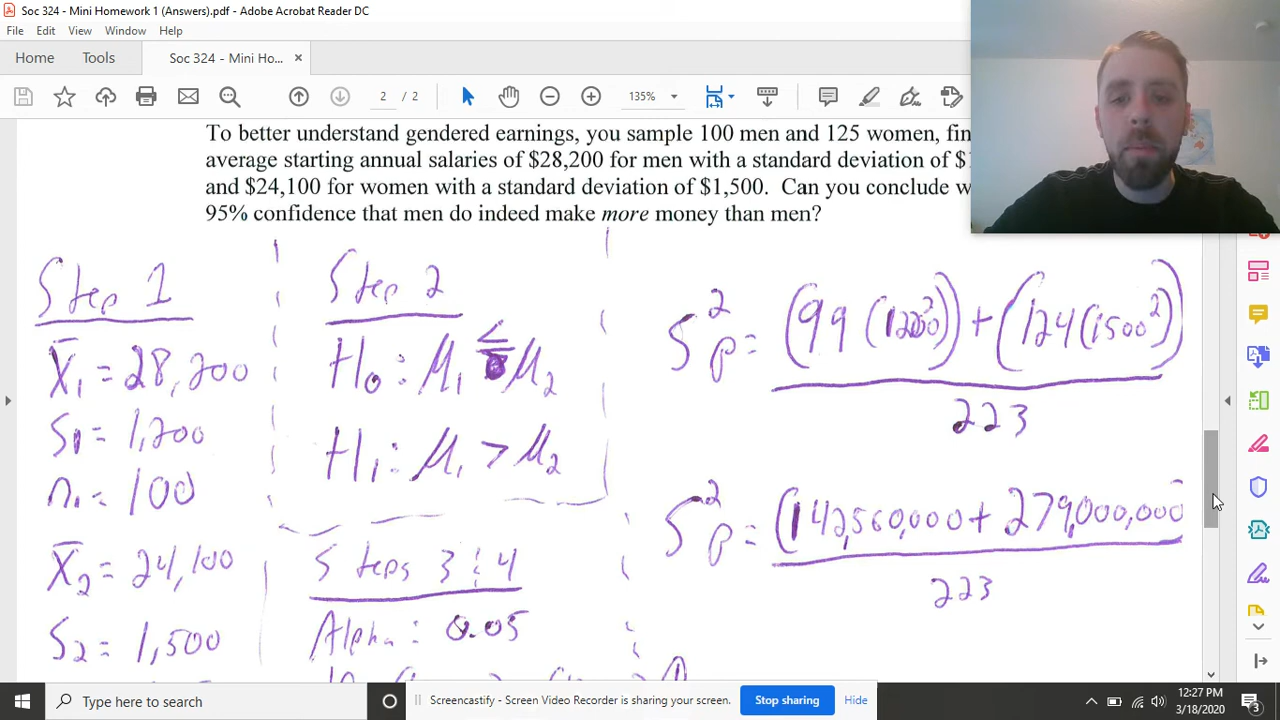 Soc 324 - Mini Homework 1 (Answers).pdf - Adobe Acrobat Reader DC
File Edit View Window Help
Home Tools Soc 324 - Mini Ho... ×
2 / 2 135%
To better understand gendered earnings, you sample 100 men and 125 women, fin
average starting annual salaries of $28,200 for men with a standard deviation of $1
and $24,100 for women with a standard deviation of $1,500. Can you conclude w
95% confidence that men do indeed make more money than men?
Step 1
X̄₁ = 28,200
S₁ = 1,200
n₁ = 100
X̄₂ = 24,100
S₂ = 1,500
Step 2
H₀: μ₁ ≤ μ₂
H₁: μ₁ > μ₂
Steps 3 : 4
Alpha: 0.05
S²p = (99(1200²)) + (124(1500²))
223
S²p = (142,560,000 + 279,000,000
223
Screencastify - Screen Video Recorder is sharing your screen. Stop sharing Hide
Type here to search
12:27 PM
3/18/2020
3